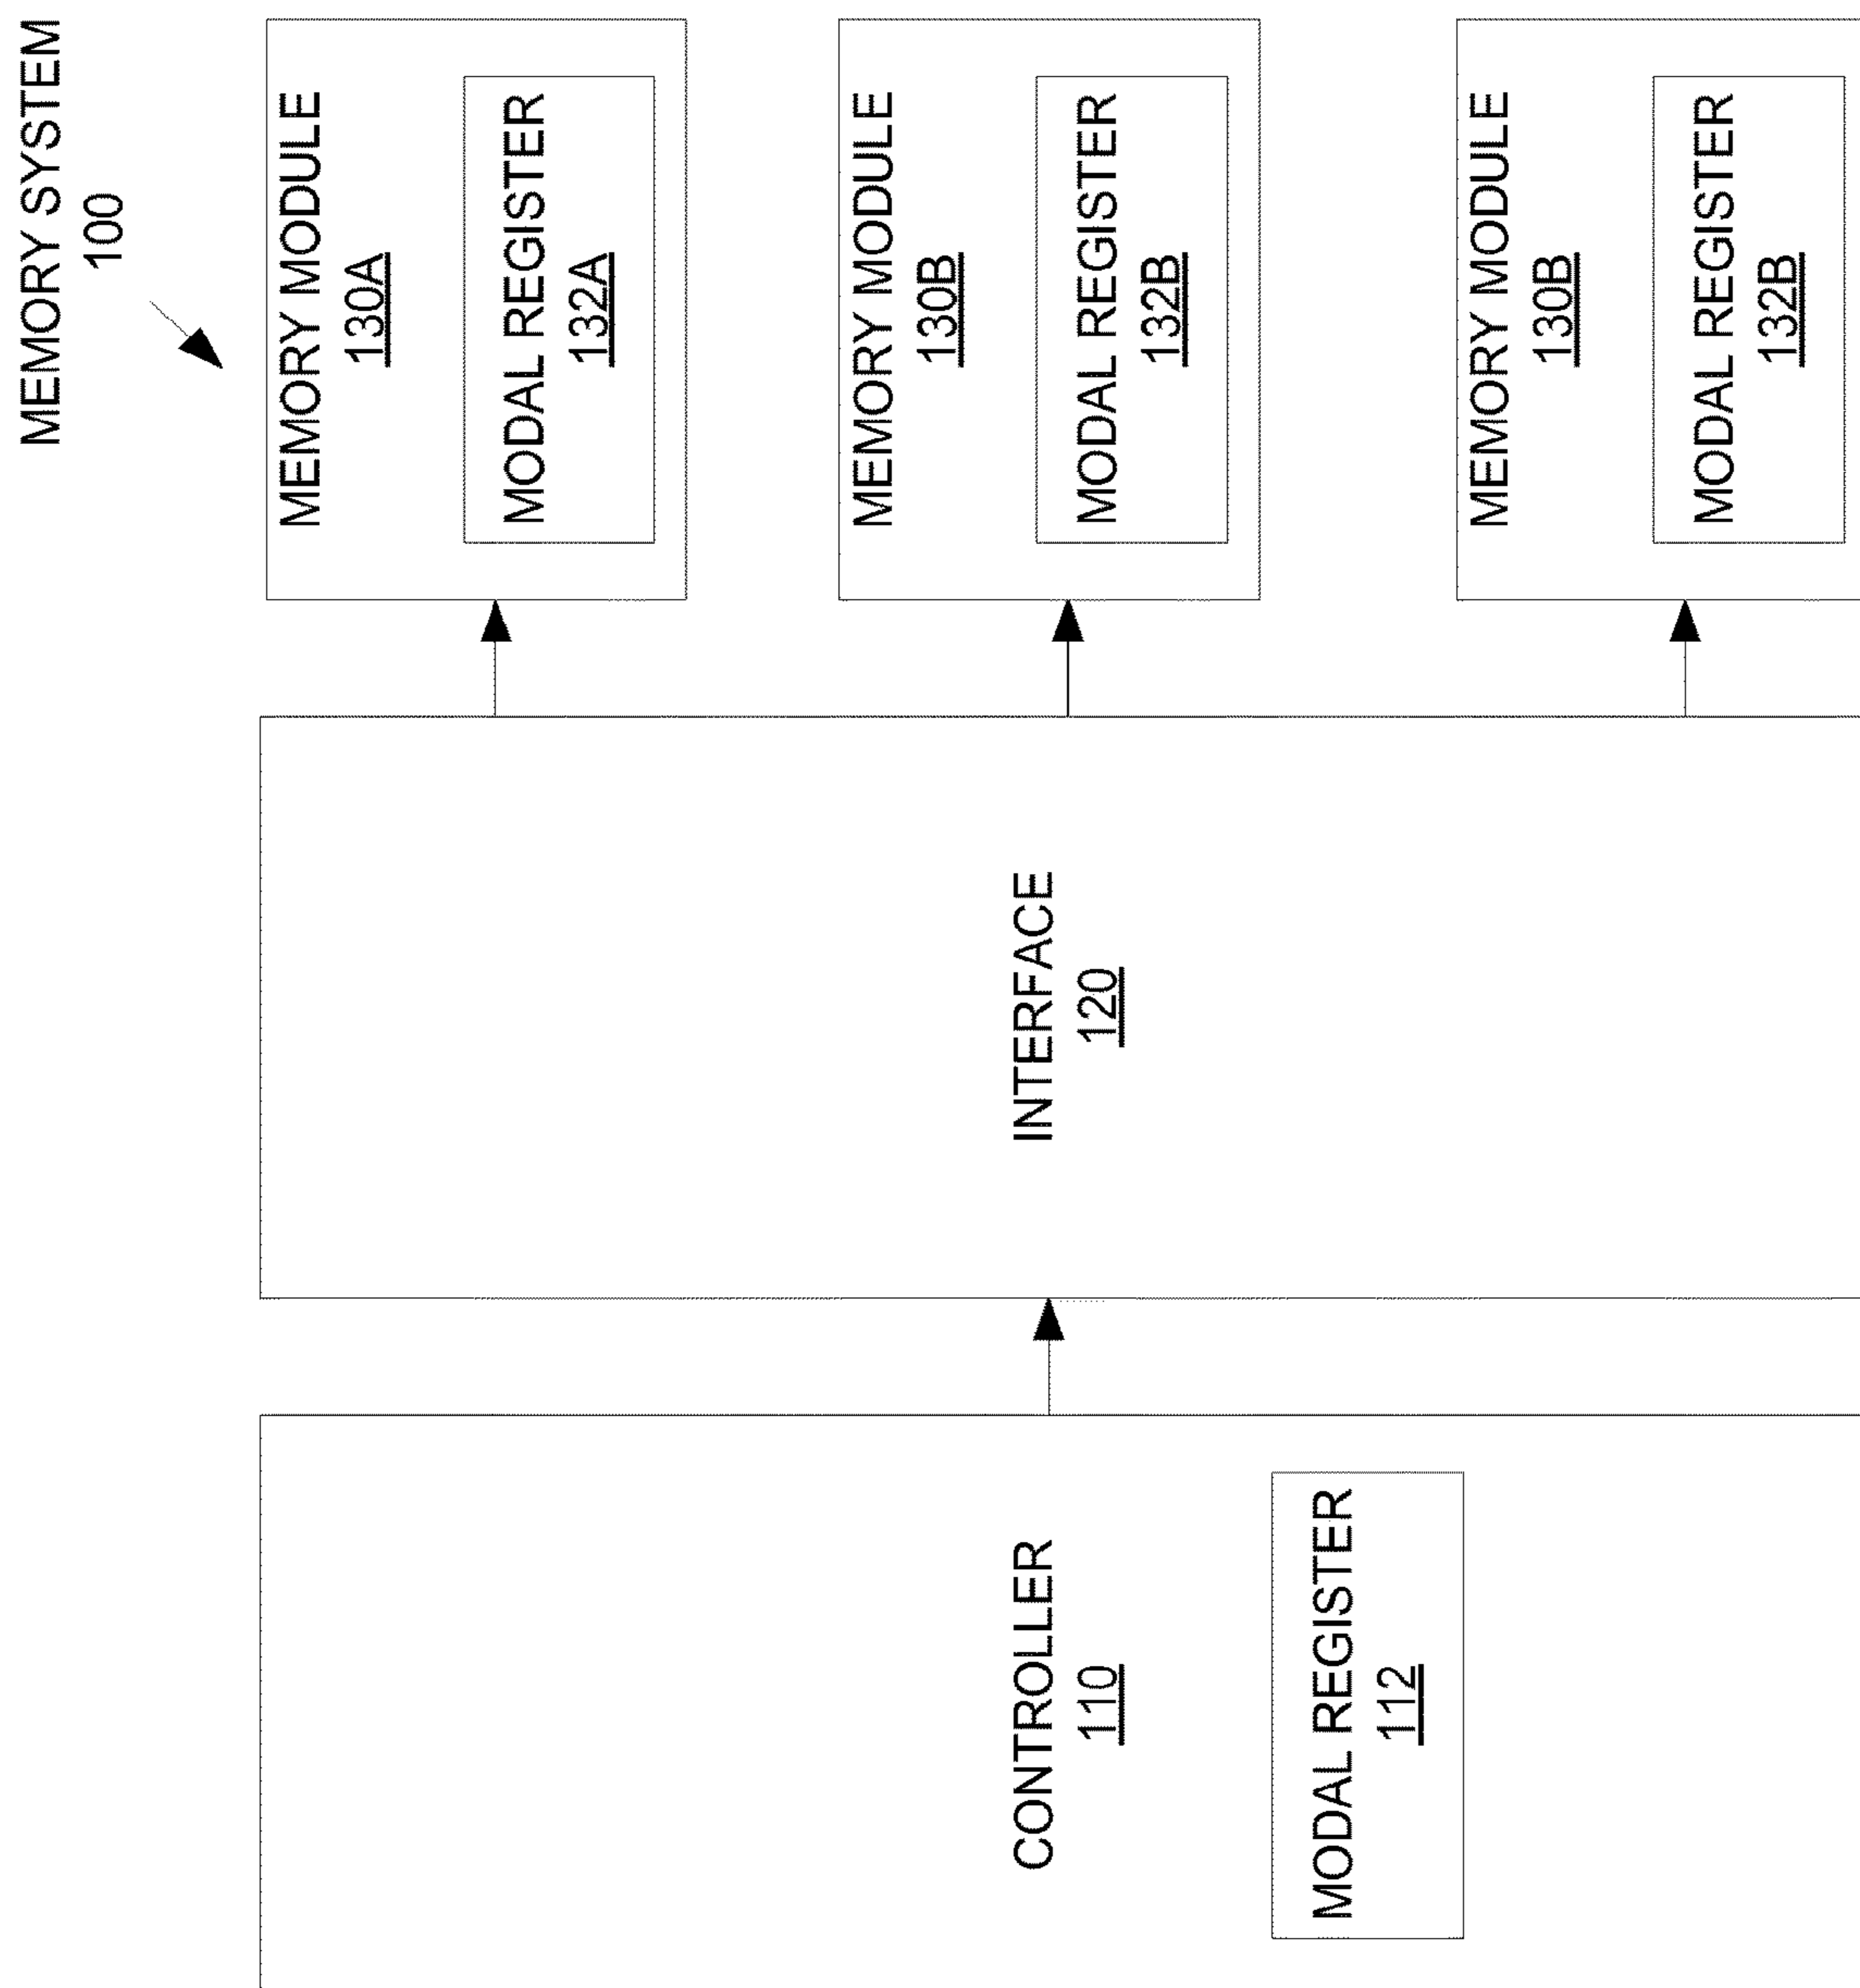 MEMORY SYSTEM
100
CONTROLLER
110
MODAL REGISTER
112
INTERFACE
120
MEMORY MODULE
130A
MODAL REGISTER
132A
MEMORY MODULE
130B
MODAL REGISTER
132B
MEMORY MODULE
130B
MODAL REGISTER
132B